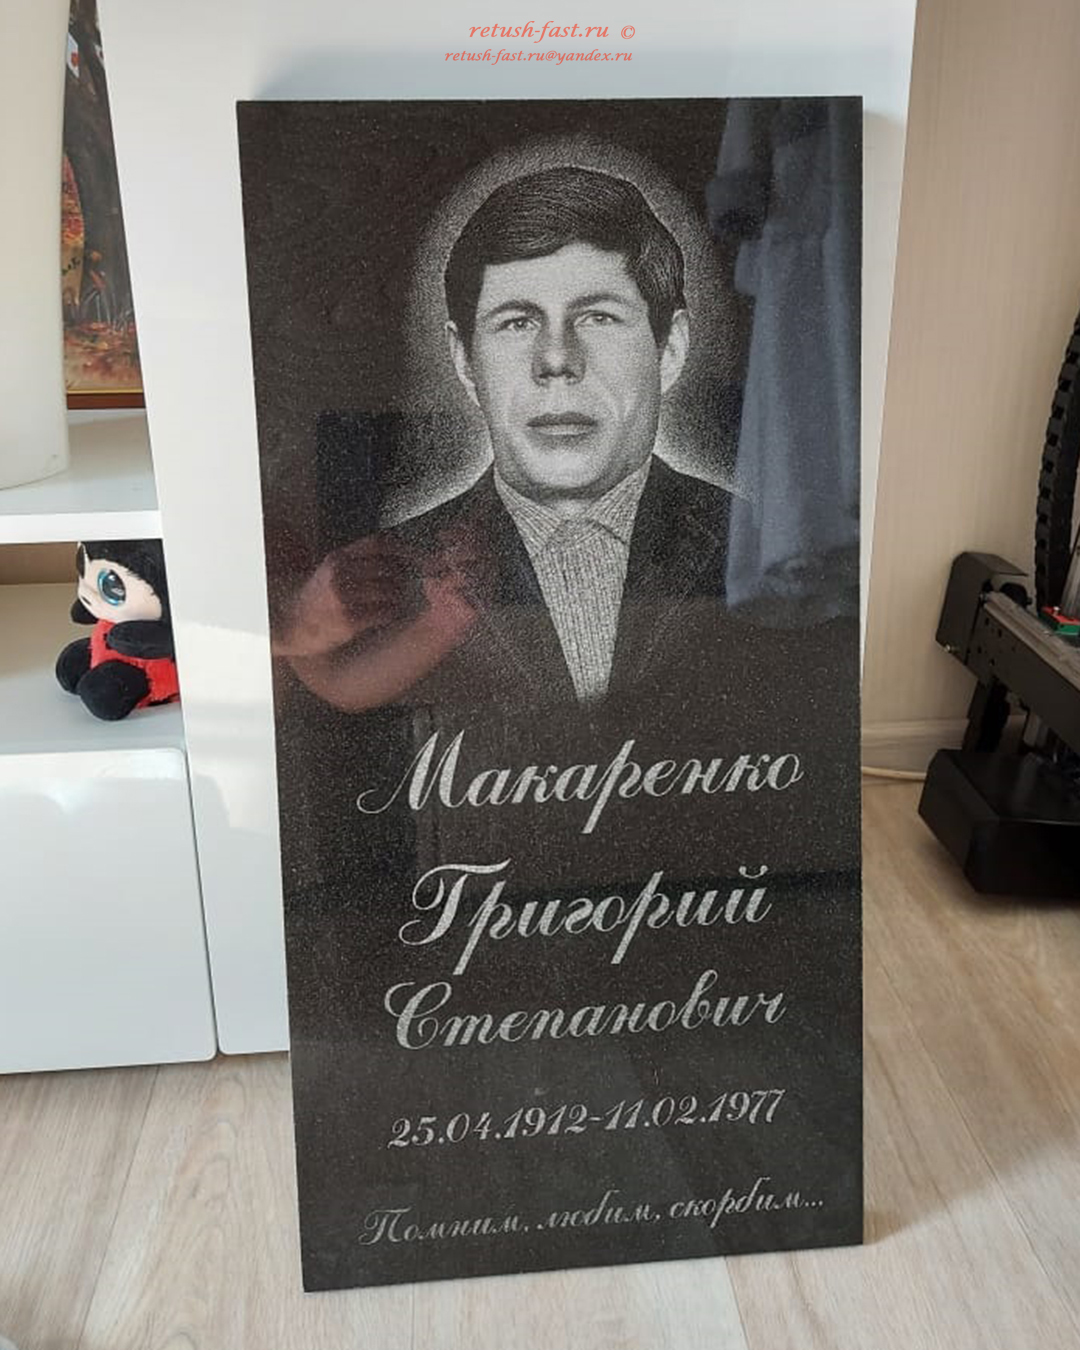 retush-fast.ru ©
retush-fast.ru@yandex.ru
Макаренко
Григорий
Степанович
25.04.1912-11.02.1977
Помним, любим, скорбим...